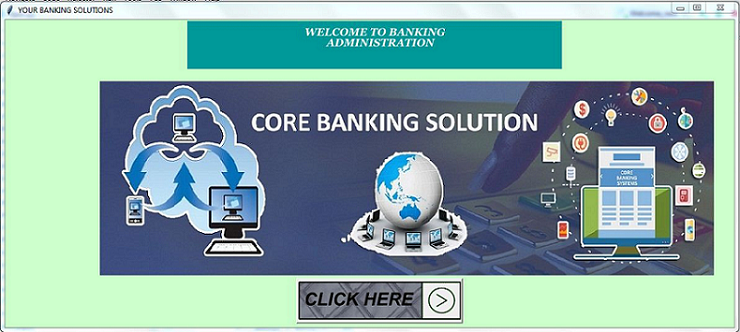 YOUR BANKING SOLUTIONS
WELCOME TO BANKING
ADMINISTRATION
CORE BANKING SOLUTION
CORE
BANKING
SYSTEMS
$
CLICK HERE